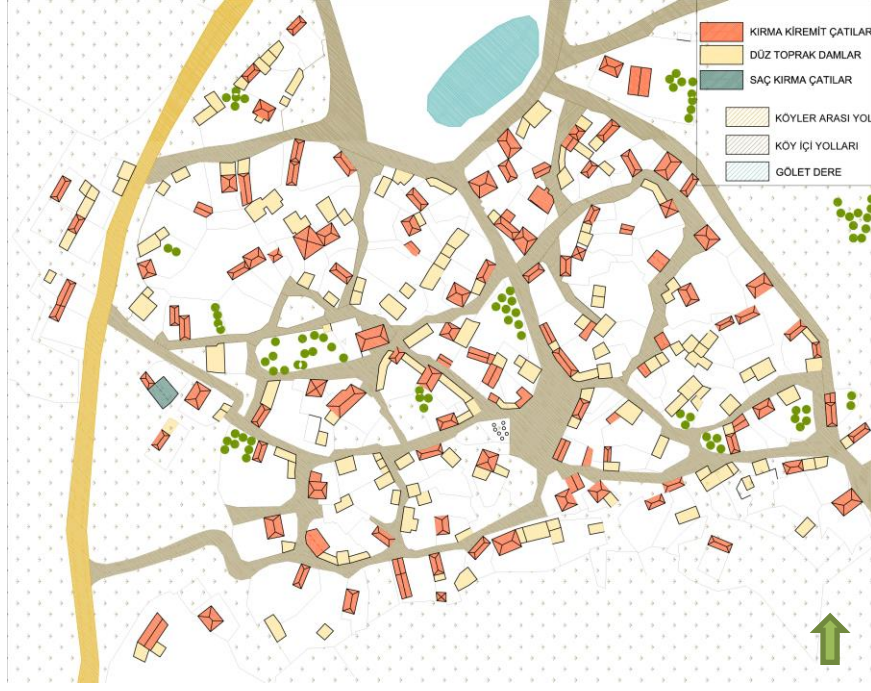 KIRMA KİREMİT ÇATILAR
DÜZ TOPRAK DAMLAR
SAÇ KIRMA ÇATILAR
KÖYLER ARASI YOL
KÖY İÇİ YOLLARI
GÖLET DERE